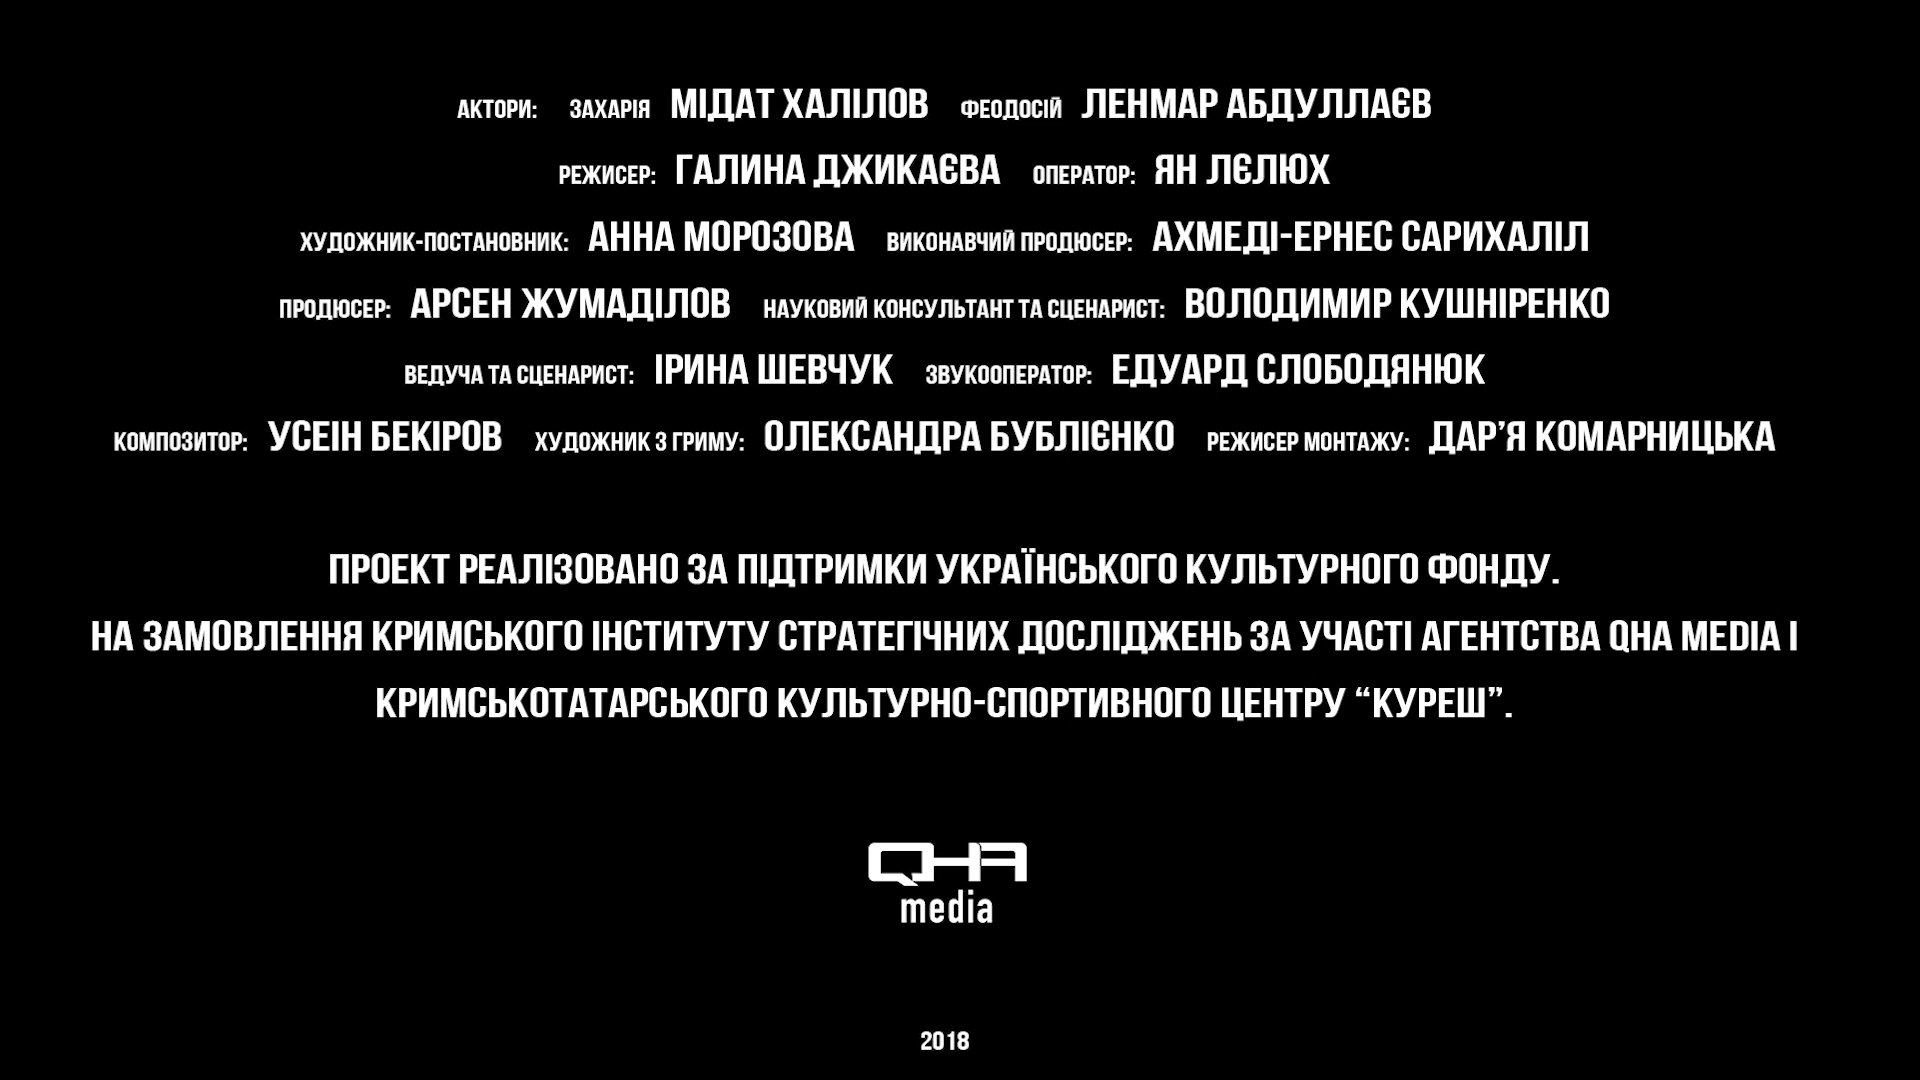 АКТОРИ: ЗАХАРІЯ МІДАТ ХАЛІЛОВ ФЕОДОСІЙ ЛЕНМАР АБДУЛЛАЄВ
РЕЖИСЕР: ГАЛИНА ДЖИКАЄВА ОПЕРАТОР: ЯН ЛЄЛЮХ
ХУДОЖНИК-ПОСТАНОВНИК: АННА МОРОЗОВА ВИКОНАВЧИЙ ПРОДЮСЕР: АХМЕДІ-ЕРНЕС САРИХАЛІЛ
ПРОДЮСЕР: АРСЕН ЖУМАДІЛОВ НАУКОВИЙ КОНСУЛЬТАНТ ТА СЦЕНАРИСТ: ВОЛОДИМИР КУШНІРЕНКО
ВЕДУЧА ТА СЦЕНАРИСТ: ІРИНА ШЕВЧУК ЗВУКООПЕРАТОР: ЕДУАРД СЛОБОДЯНЮК
КОМПОЗИТОР: УСЕІН БЕКІРОВ ХУДОЖНИК З ГРИМУ: ОЛЕКСАНДРА БУБЛІЄНКО РЕЖИСЕР МОНТАЖУ: ДАР’Я КОМАРНИЦЬКА
ПРОЕКТ РЕАЛІЗОВАНО ЗА ПІДТРИМКИ УКРАЇНСЬКОГО КУЛЬТУРНОГО ФОНДУ.
НА ЗАМОВЛЕННЯ КРИМСЬКОГО ІНСТИТУТУ СТРАТЕГІЧНИХ ДОСЛІДЖЕНЬ ЗА УЧАСТІ АГЕНТСТВА QHA MEDIA І
КРИМСЬКОТАТАРСЬКОГО КУЛЬТУРНО-СПОРТИВНОГО ЦЕНТРУ “КУРЕШ”.
QHA
media
2018